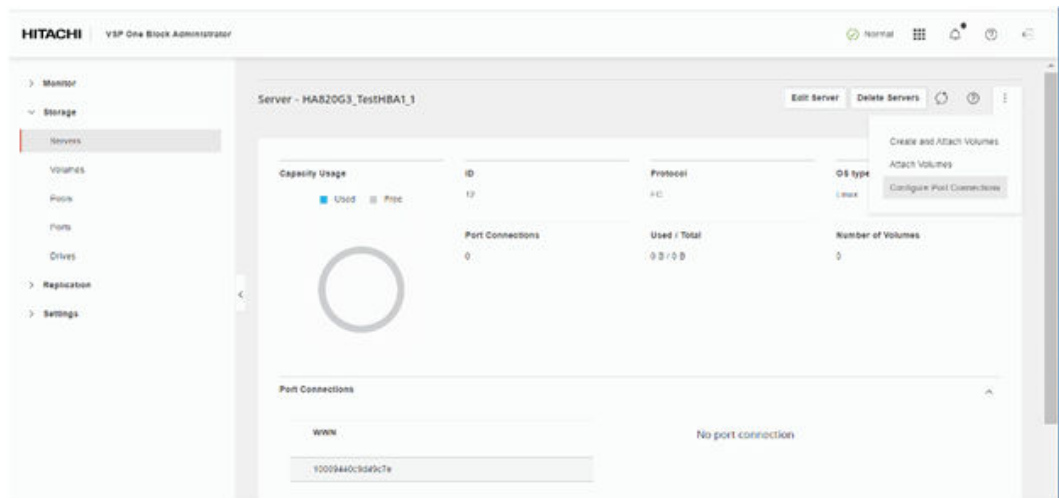 HITACHI VSP One Block Administrator Normal
Monitor
Storage
Servers
Volumes
Pools
Ports
Drives
Replication
Settings
Server - HA820G3_TestHBA1_1 Edit Server Delete Servers
Create and Attach Volumes
Attach Volumes
Configure Port Connections
Capacity Usage ID Protocol OS type
Used Free 12 FC Linux
Port Connections Used / Total Number of Volumes
0 0 B / 0 B 0
Port Connections
WWN No port connection